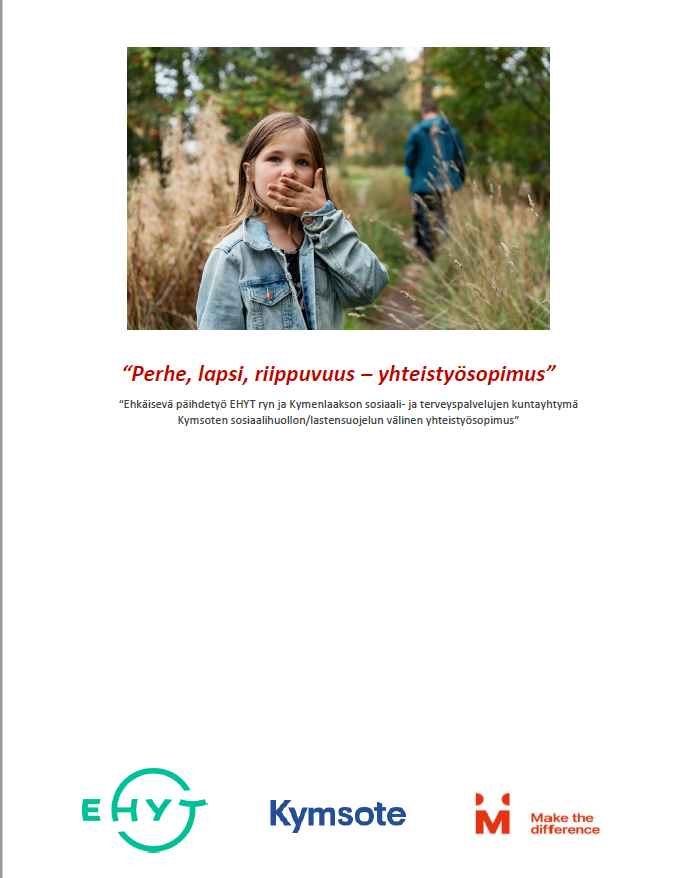 “Perhe, lapsi, riippuvuus – yhteistyösopimus”
“Ehkäisevä päihdetyö EHYT ryn ja Kymenlaakson sosiaali- ja terveyspalvelujen kuntayhtymä
Kymsoten sosiaalihuollon/lastensuojelun välinen yhteistyösopimus”
EHYT
Kymsote
M
Make the
difference